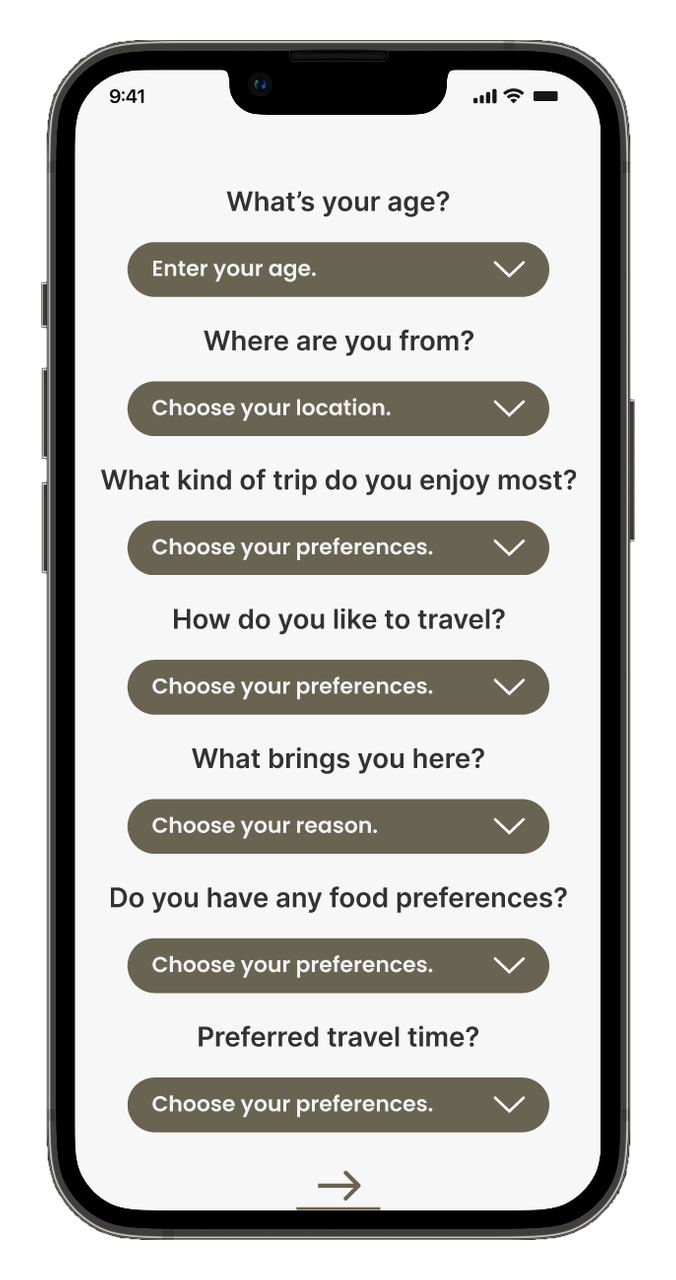 9:41
What’s your age?
Enter your age.
Where are you from?
Choose your location.
What kind of trip do you enjoy most?
Choose your preferences.
How do you like to travel?
Choose your preferences.
What brings you here?
Choose your reason.
Do you have any food preferences?
Choose your preferences.
Preferred travel time?
Choose your preferences.